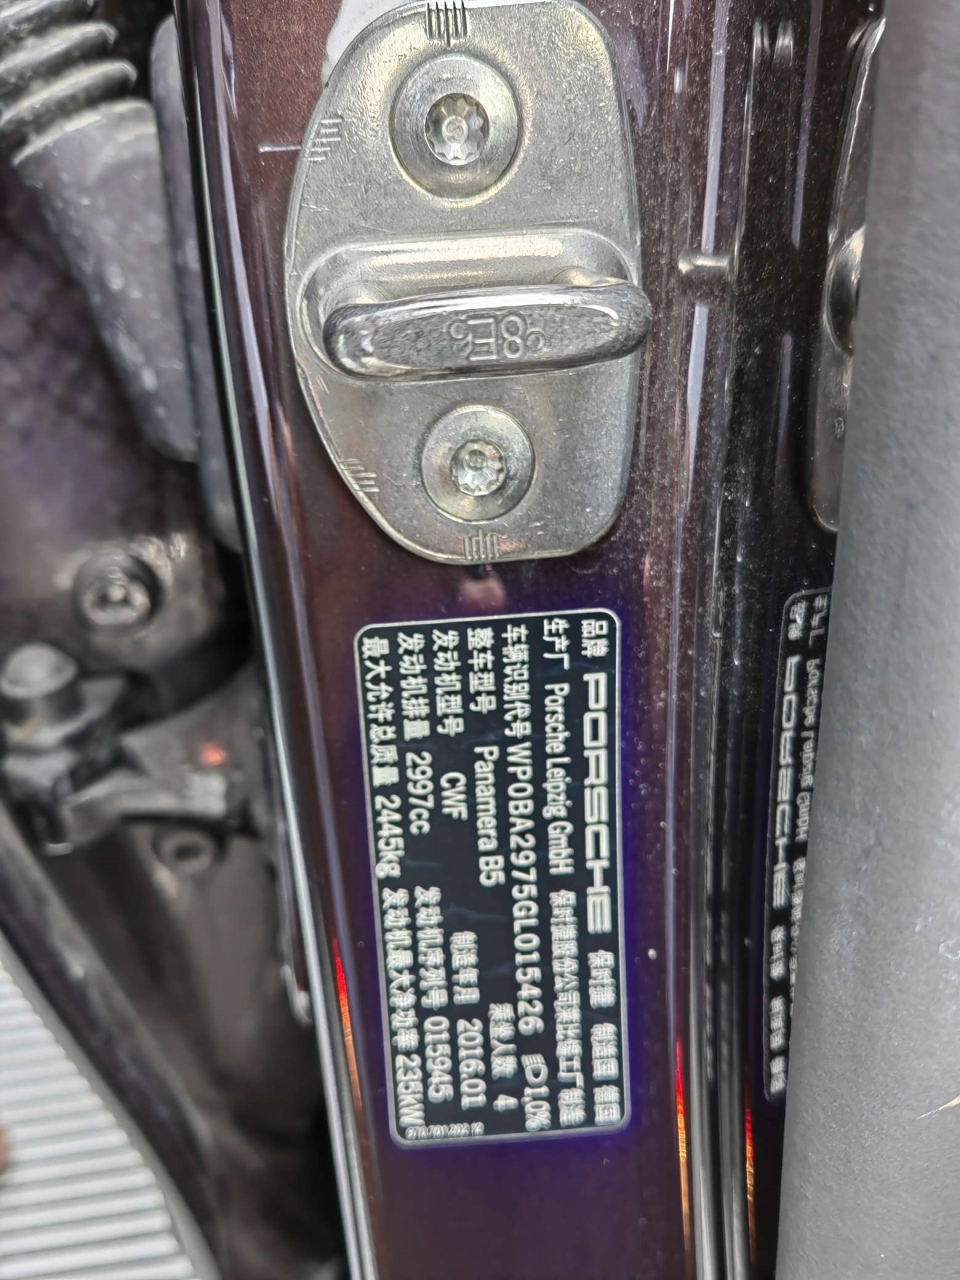 品牌 PORSCHE 保时捷 制造国 德国
生产厂 Porsche Leipzig GmbH 保时捷股份公司莱比锡工厂制造
车辆识别代号 WP0BA2975GL015426 1,0%
整车型号 Panamera B5 乘坐人数 4
发动机型号 CWF 制造年月 2016.01
发动机排量 2997cc 发动机序列号 015945
最大允许总质量 2445kg 发动机最大净功率 235kW